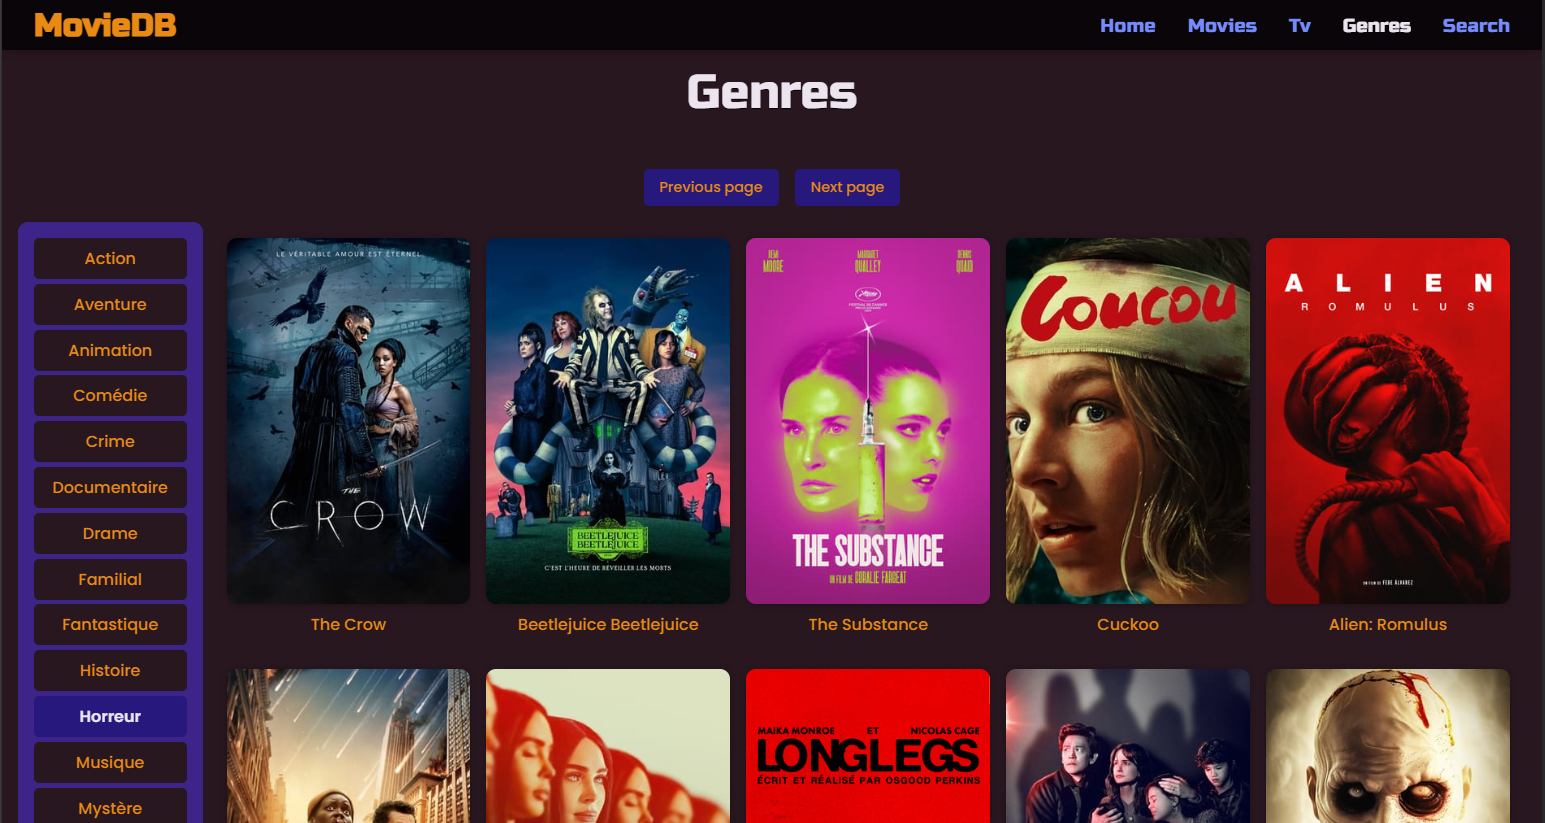 MovieDB
Home Movies Tv Genres Search
Genres
Previous page Next page
Action
Aventure
Animation
Comédie
Crime
Documentaire
Drame
Familial
Fantastique
Histoire
Horreur
Musique
Mystère
LE VÉRITABLE AMOUR EST ÉTERNEL
THE
CROW
The Crow
BEETLEJUICE
BEETLEJUICE
C'EST L'HEURE DE RÉVEILLER LES MORTS
Beetlejuice Beetlejuice
DEMI
MOORE
MARGARET
QUALLEY
DENNIS
QUAID
FESTIVAL DE CANNES
THE SUBSTANCE
UN FILM DE CORALIE FARGEAT
The Substance
COUCOU
Cuckoo
ALIEN
ROMULUS
UN FILM DE FEDE ALVAREZ
Alien: Romulus
MAIKA MONROE ET NICOLAS CAGE
LONGLEGS
ÉCRIT ET RÉALISÉ PAR OSGOOD PERKINS